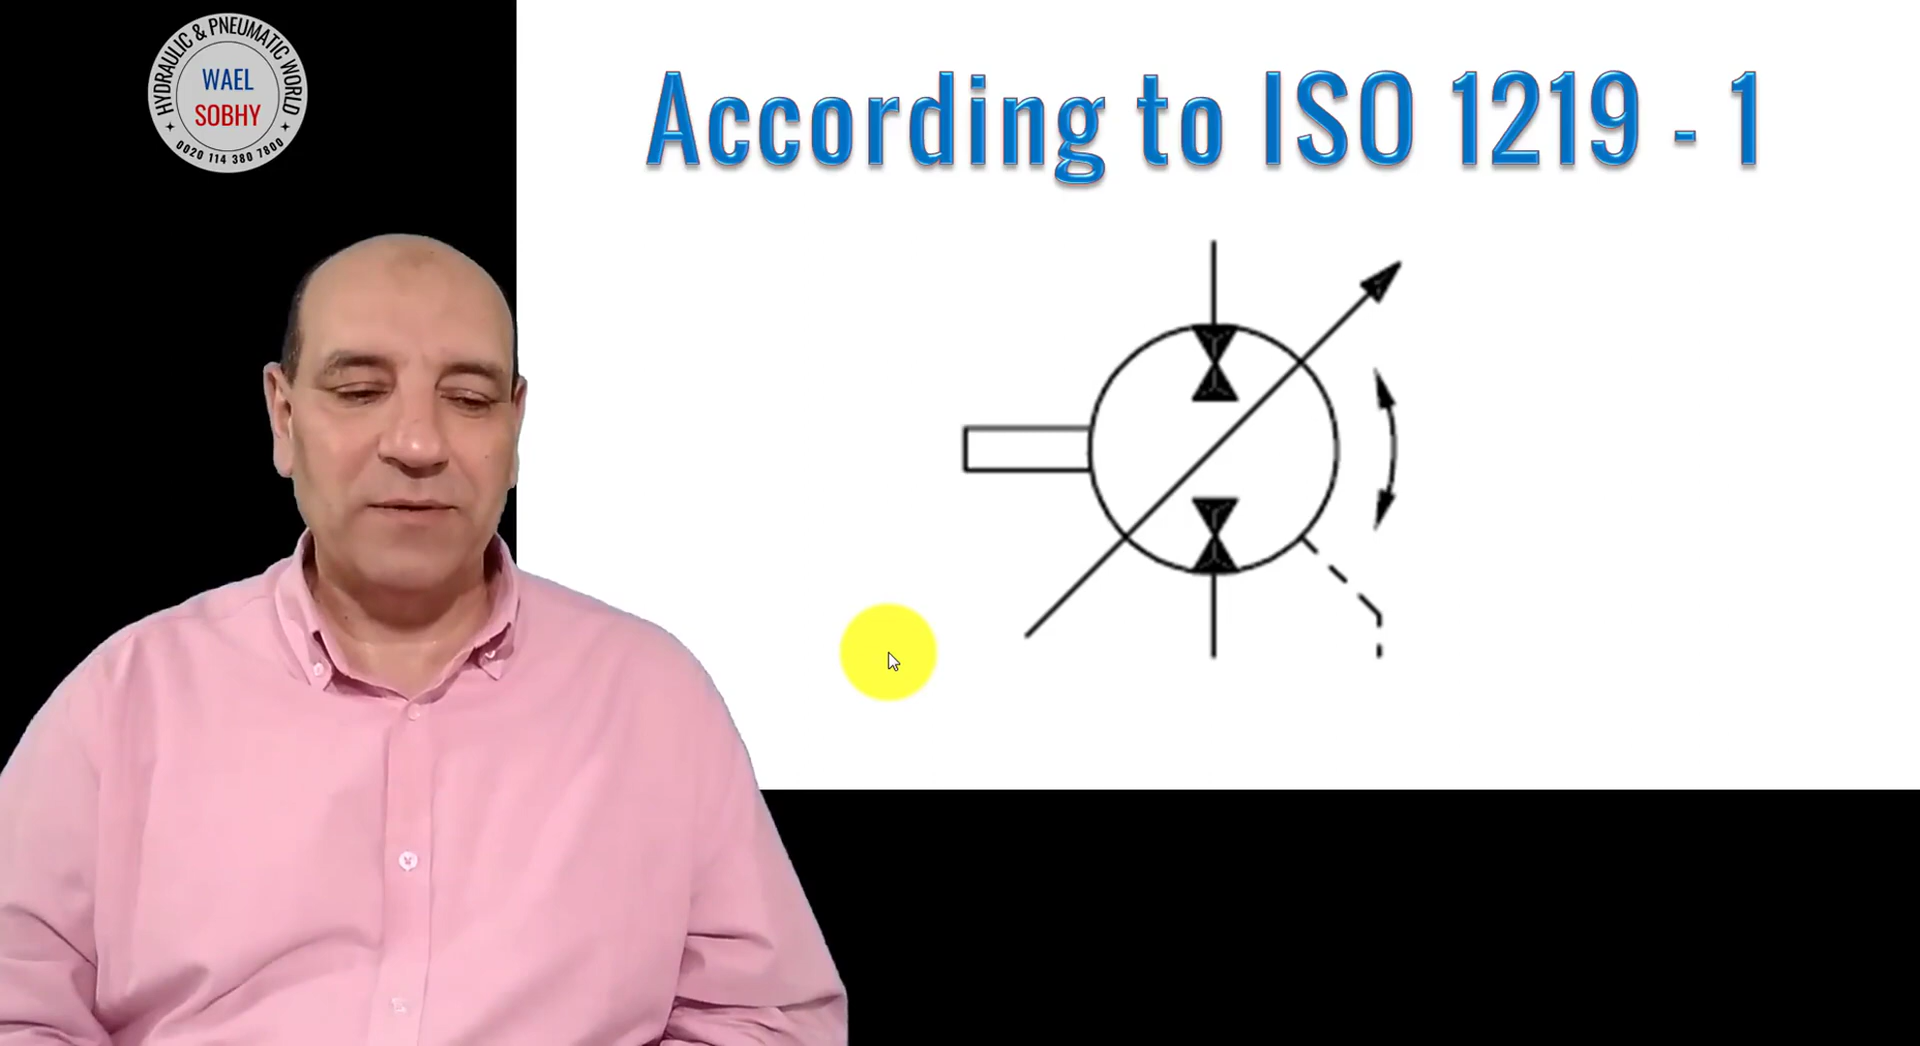 HYDRAULIC & PNEUMATIC WORLD
WAEL
SOBHY
0020 114 380 7800
According to ISO 1219 - 1